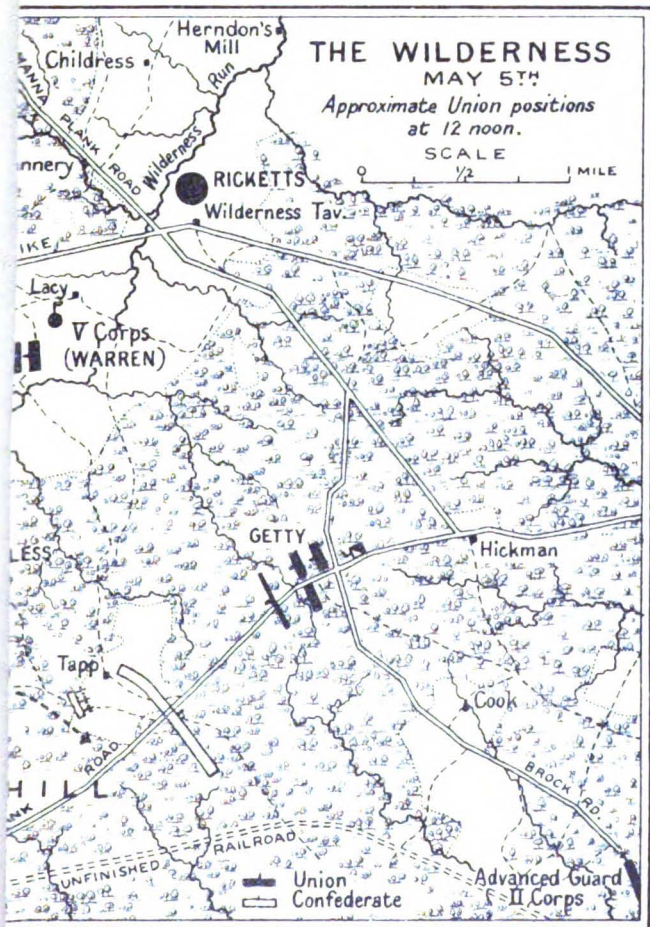 THE WILDERNESS
MAY 5TH
Approximate Union positions
at 12 noon.
SCALE
0 1/2 1 MILE
Herndon's
Mill
Childress
Wilderness Run
MANNA PLANK ROAD
nnery
RICKETTS
Wilderness Tav.
IKE
Lacy
V Corps
(WARREN)
GETTY
Hickman
LESS
Tapp
Cook
HILL
NK ROAD
BROCK RD.
UNFINISHED RAILROAD
Union
Confederate
Advanced Guard
II Corps